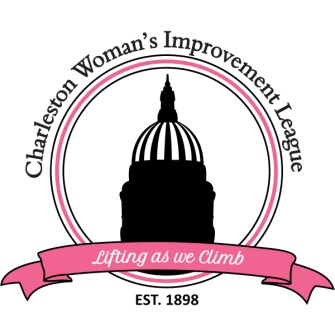 Charleston Woman's Improvement League
Lifting as we Climb
EST. 1898